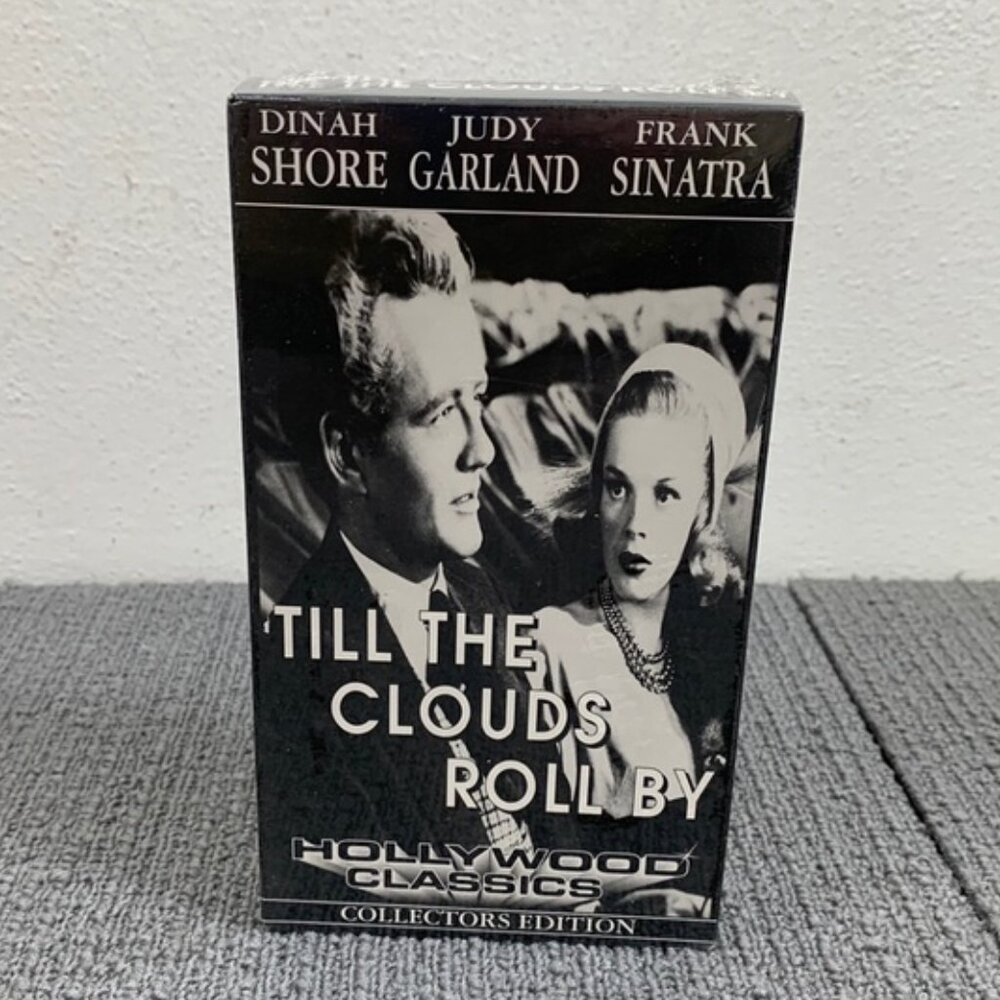 DINAH JUDY FRANK
SHORE GARLAND SINATRA
TILL THE
CLOUDS
ROLL BY
HOLLYWOOD
CLASSICS
COLLECTORS EDITION